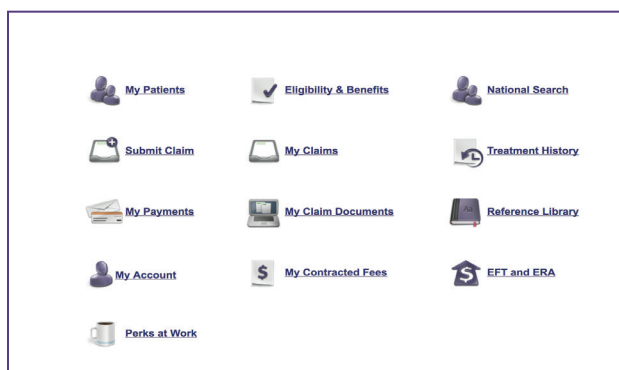 My Patients
Eligibility & Benefits
National Search
Submit Claim
My Claims
Treatment History
My Payments
My Claim Documents
Reference Library
My Account
My Contracted Fees
EFT and ERA
Perks at Work